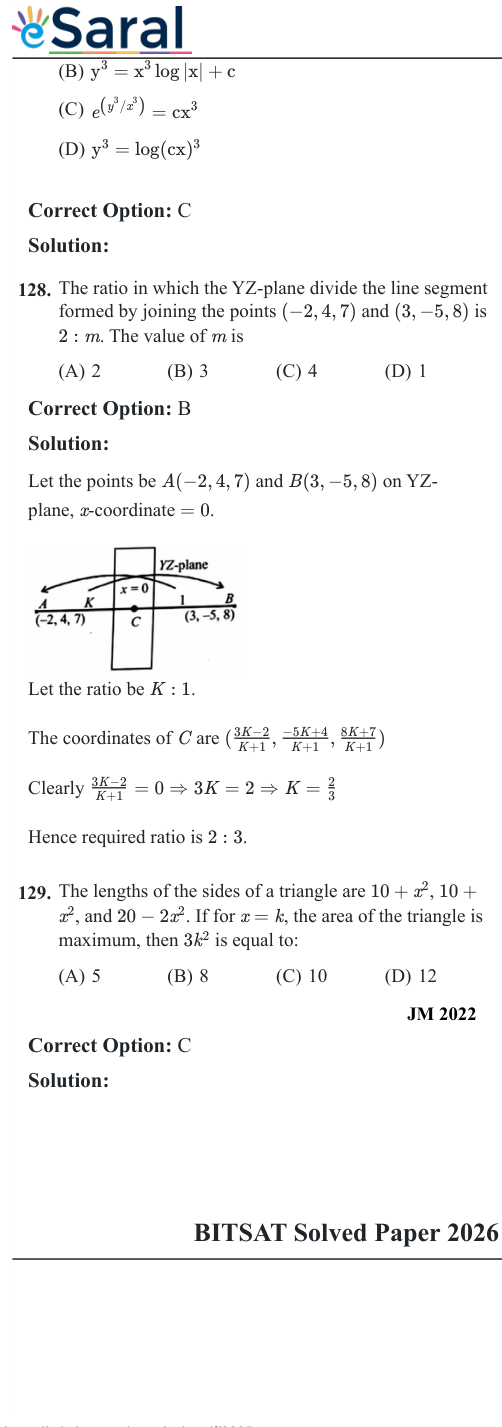 eSaral
(B) y³ = x³ log |x| + c
(C) e^(y³/x³) = cx³
(D) y³ = log(cx)³
Correct Option: C
Solution:
128. The ratio in which the YZ-plane divide the line segment
formed by joining the points (−2, 4, 7) and (3, −5, 8) is
2 : m. The value of m is
(A) 2 (B) 3 (C) 4 (D) 1
Correct Option: B
Solution:
Let the points be A(−2, 4, 7) and B(3, −5, 8) on YZ-
plane, x-coordinate = 0.
YZ-plane
x = 0
A K 1 B
(−2, 4, 7) C (3, −5, 8)
Let the ratio be K : 1.
The coordinates of C are ((3K−2)/(K+1), (−5K+4)/(K+1), (8K+7)/(K+1))
Clearly (3K−2)/(K+1) = 0 ⇒ 3K = 2 ⇒ K = 2/3
Hence required ratio is 2 : 3.
129. The lengths of the sides of a triangle are 10 + x², 10 +
x², and 20 − 2x². If for x = k, the area of the triangle is
maximum, then 3k² is equal to:
(A) 5 (B) 8 (C) 10 (D) 12
JM 2022
Correct Option: C
Solution:
BITSAT Solved Paper 2026